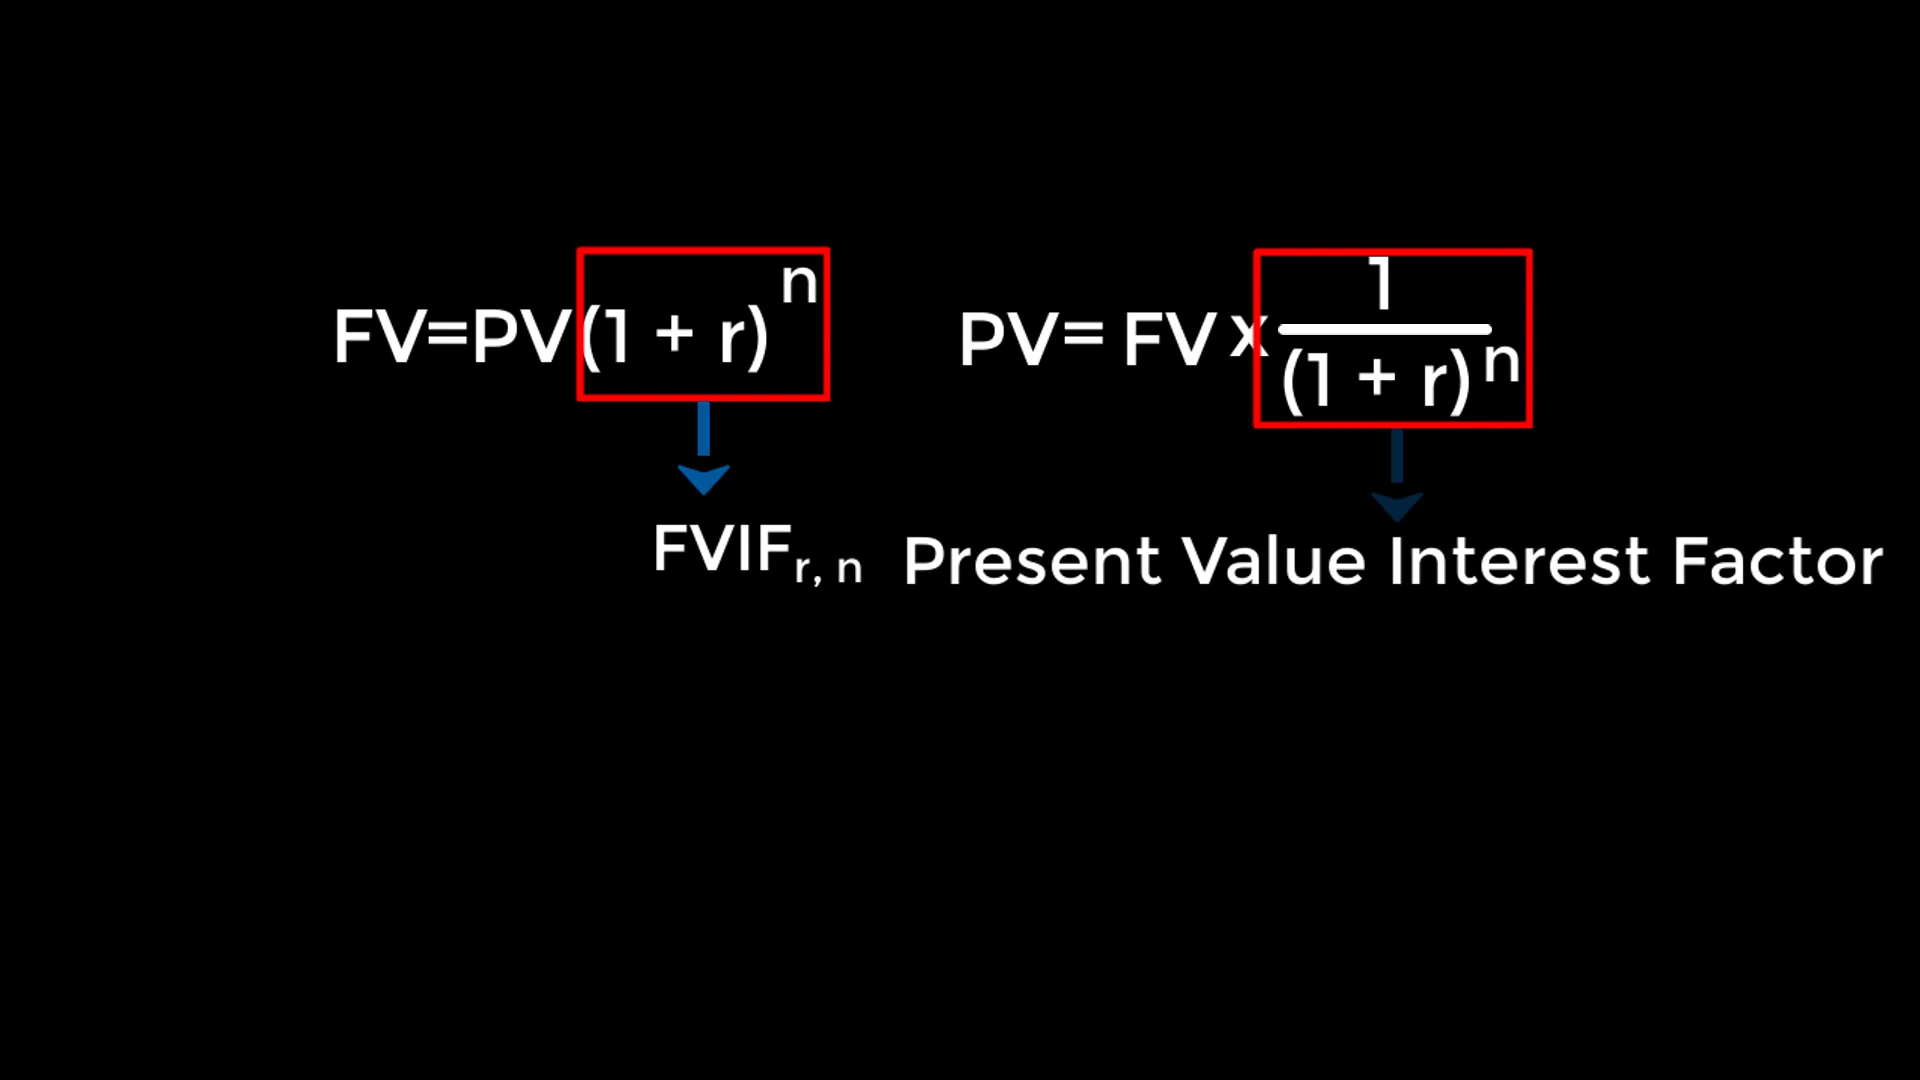 FV=PV(1 + r)ⁿ
PV= FV x 1/(1 + r)ⁿ
FVIFr, n
Present Value Interest Factor